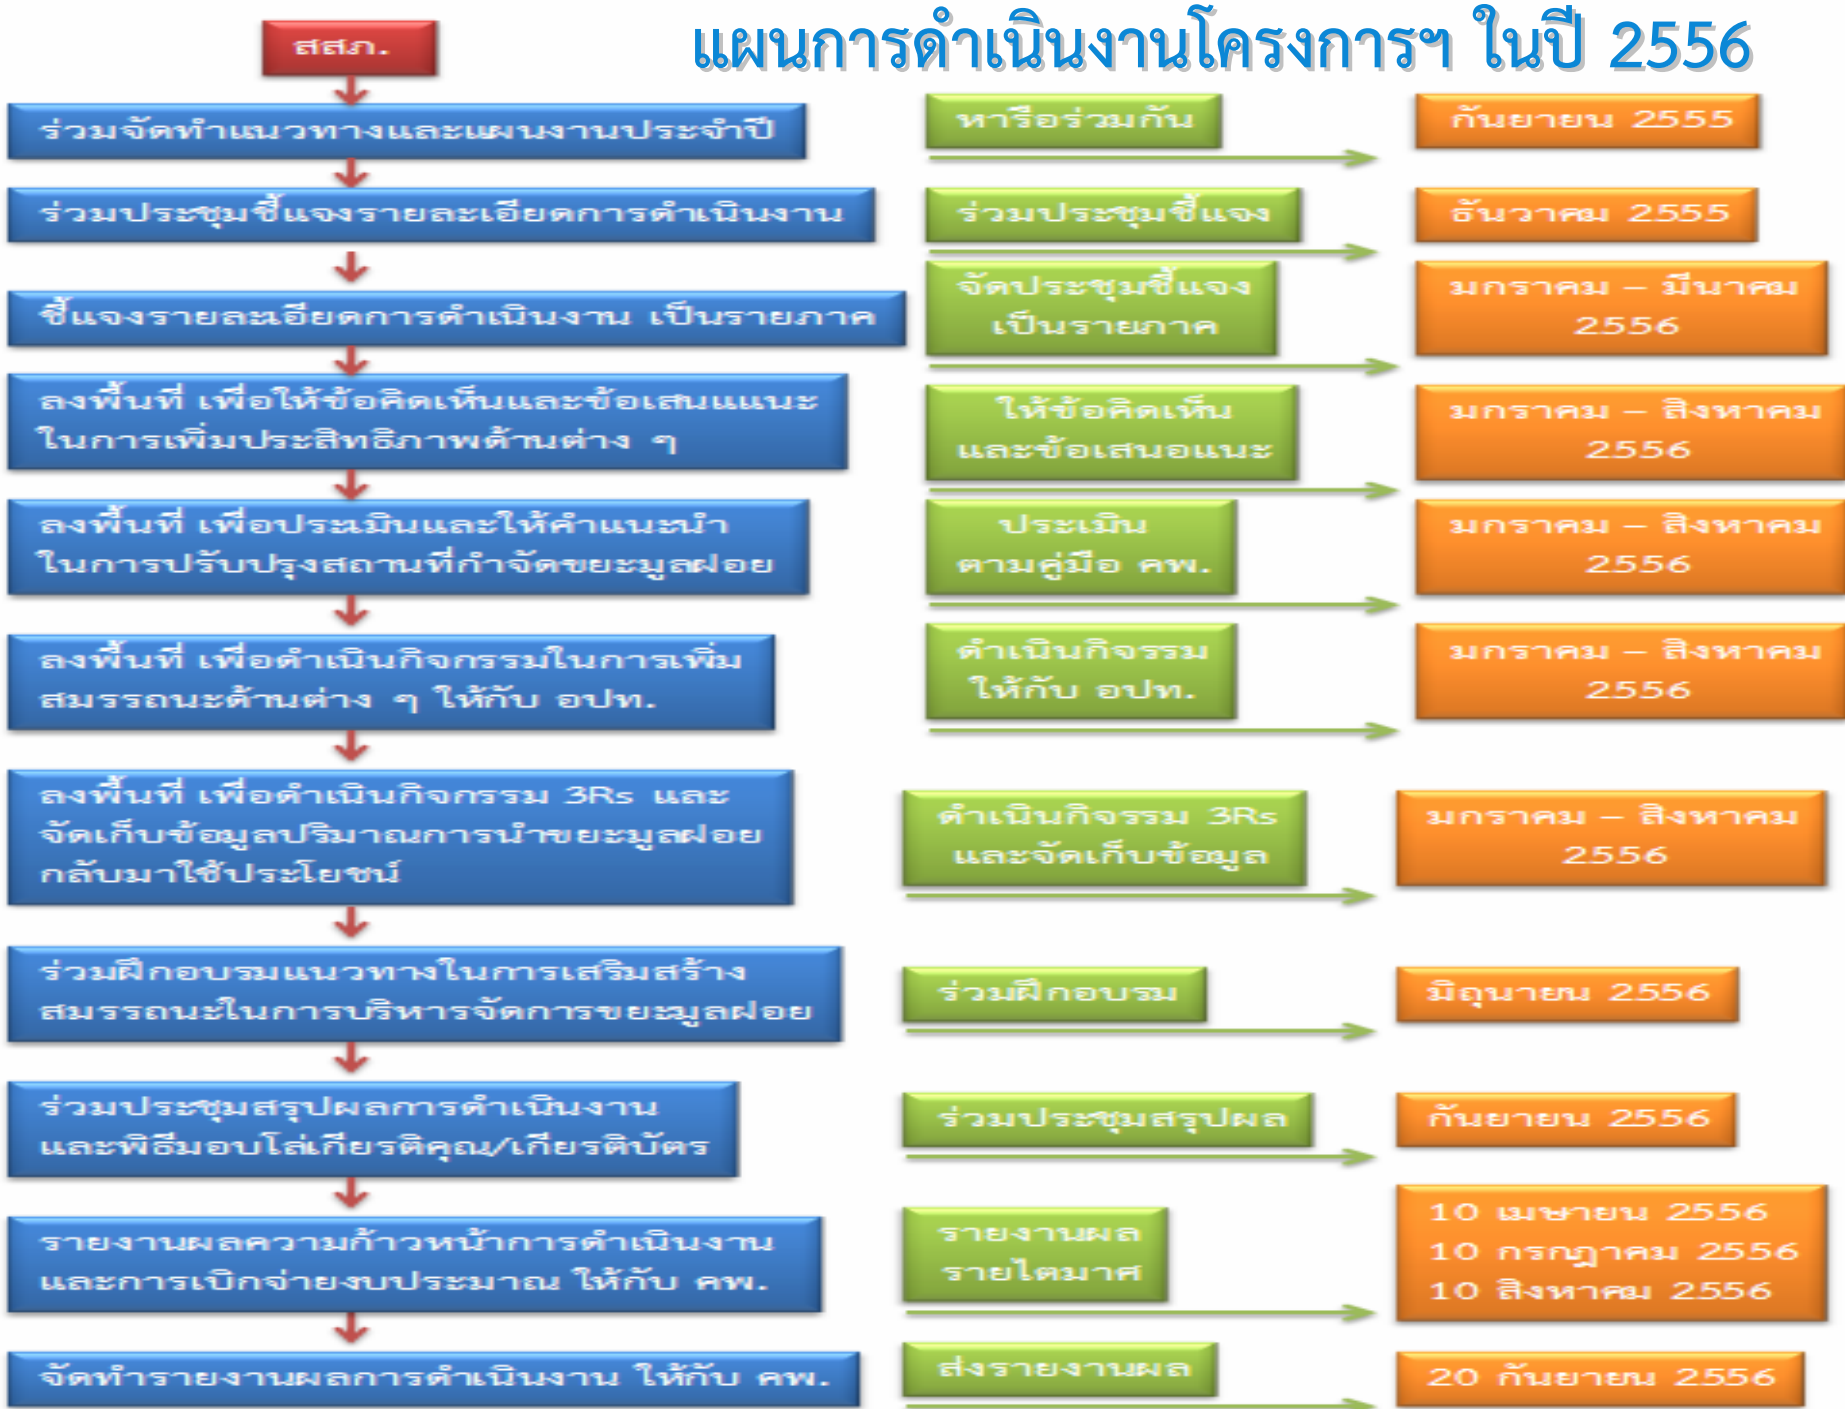 แผนการดำเนินงานโครงการฯ ในปี 2556
สสภ.
ร่วมจัดทำแนวทางและแผนงานประจำปี
หารือร่วมกัน
กันยายน 2555
ร่วมประชุมชี้แจงรายละเอียดการดำเนินงาน
ร่วมประชุมชี้แจง
ธันวาคม 2555
ชี้แจงรายละเอียดการดำเนินงาน เป็นรายภาค
จัดประชุมชี้แจง
เป็นรายภาค
มกราคม – มีนาคม
2556
ลงพื้นที่ เพื่อให้ข้อคิดเห็นและข้อเสนแแนะ
ในการเพิ่มประสิทธิภาพด้านต่าง ๆ
ให้ข้อคิดเห็น
และข้อเสนอแนะ
มกราคม – สิงหาคม
2556
ลงพื้นที่ เพื่อประเมินและให้คำแนะนำ
ในการปรับปรุงสถานที่กำจัดขยะมูลฝอย
ประเมิน
ตามคู่มือ คพ.
มกราคม – สิงหาคม
2556
ลงพื้นที่ เพื่อดำเนินกิจกรรมในการเพิ่ม
สมรรถนะด้านต่าง ๆ ให้กับ อปท.
ดำเนินกิจรรม
ให้กับ อปท.
มกราคม – สิงหาคม
2556
ลงพื้นที่ เพื่อดำเนินกิจกรรม 3Rs และ
จัดเก็บข้อมูลปริมาณการนำขยะมูลฝอย
กลับมาใช้ประโยชน์
ดำเนินกิจรรม 3Rs
และจัดเก็บข้อมูล
มกราคม – สิงหาคม
2556
ร่วมฝึกอบรมแนวทางในการเสริมสร้าง
สมรรถนะในการบริหารจัดการขยะมูลฝอย
ร่วมฝึกอบรม
มิถุนายน 2556
ร่วมประชุมสรุปผลการดำเนินงาน
และพิธีมอบโล่เกียรติคุณ/เกียรติบัตร
ร่วมประชุมสรุปผล
กันยายน 2556
รายงานผลความก้าวหน้าการดำเนินงาน
และการเบิกจ่ายงบประมาณ ให้กับ คพ.
รายงานผล
รายไตมาศ
10 เมษายน 2556
10 กรกฎาคม 2556
10 สิงหาคม 2556
จัดทำรายงานผลการดำเนินงาน ให้กับ คพ.
ส่งรายงานผล
20 กันยายน 2556